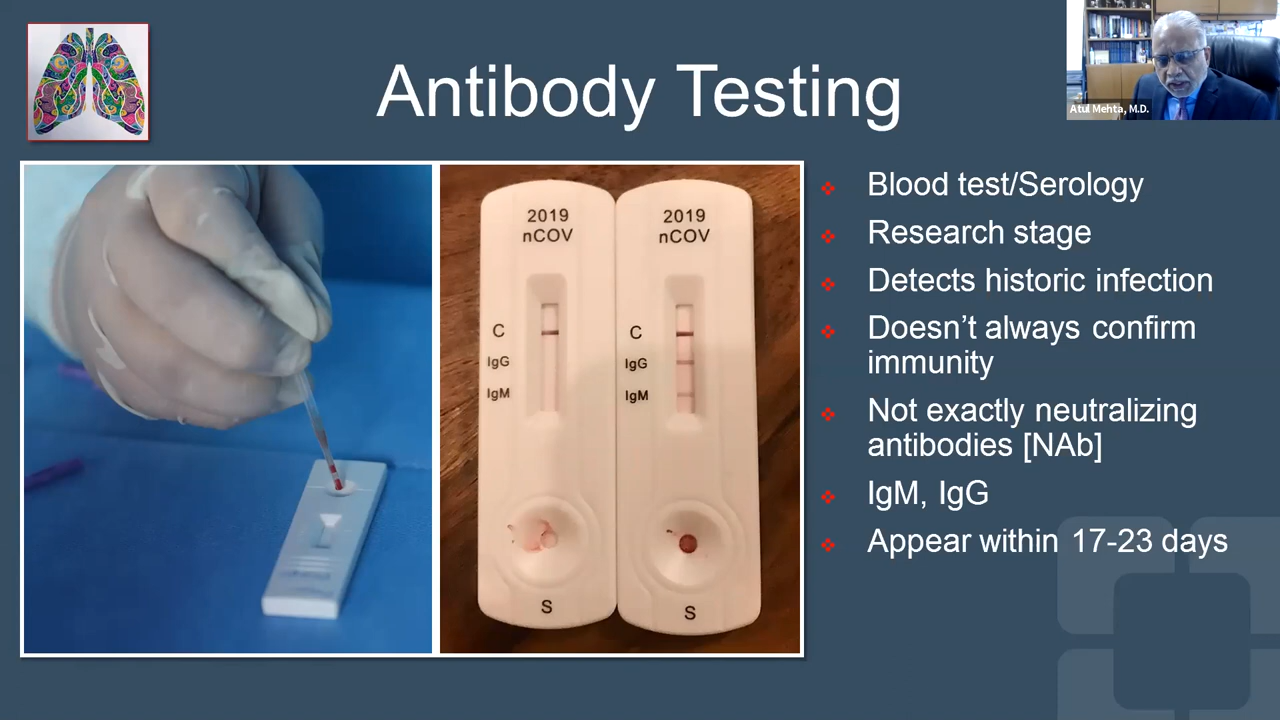 Antibody Testing
Atul Mehta, M.D.
2019
nCOV
C
IgG
IgM
S
2019
nCOV
C
IgG
IgM
S
Blood test/Serology
Research stage
Detects historic infection
Doesn’t always confirm
immunity
Not exactly neutralizing
antibodies [NAb]
IgM, IgG
Appear within 17-23 days